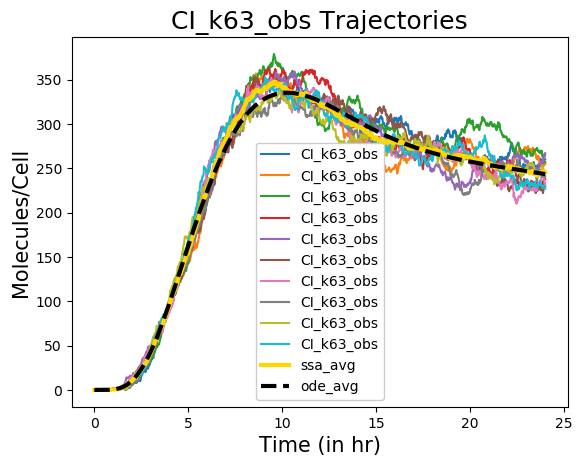 CI_k63_obs Trajectories
Molecules/Cell
350
300
250
200
150
100
50
0
CI_k63_obs
CI_k63_obs
CI_k63_obs
CI_k63_obs
CI_k63_obs
CI_k63_obs
CI_k63_obs
CI_k63_obs
CI_k63_obs
CI_k63_obs
ssa_avg
ode_avg
0 5 10 15 20 25
Time (in hr)